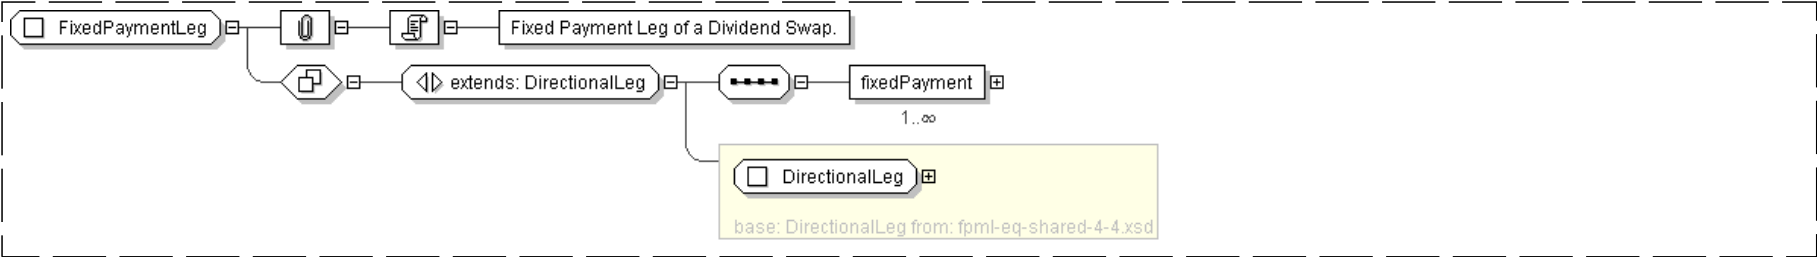 FixedPaymentLeg
Fixed Payment Leg of a Dividend Swap.
extends: DirectionalLeg
fixedPayment
1..∞
DirectionalLeg
base: DirectionalLeg from: fpml-eq-shared-4-4.xsd